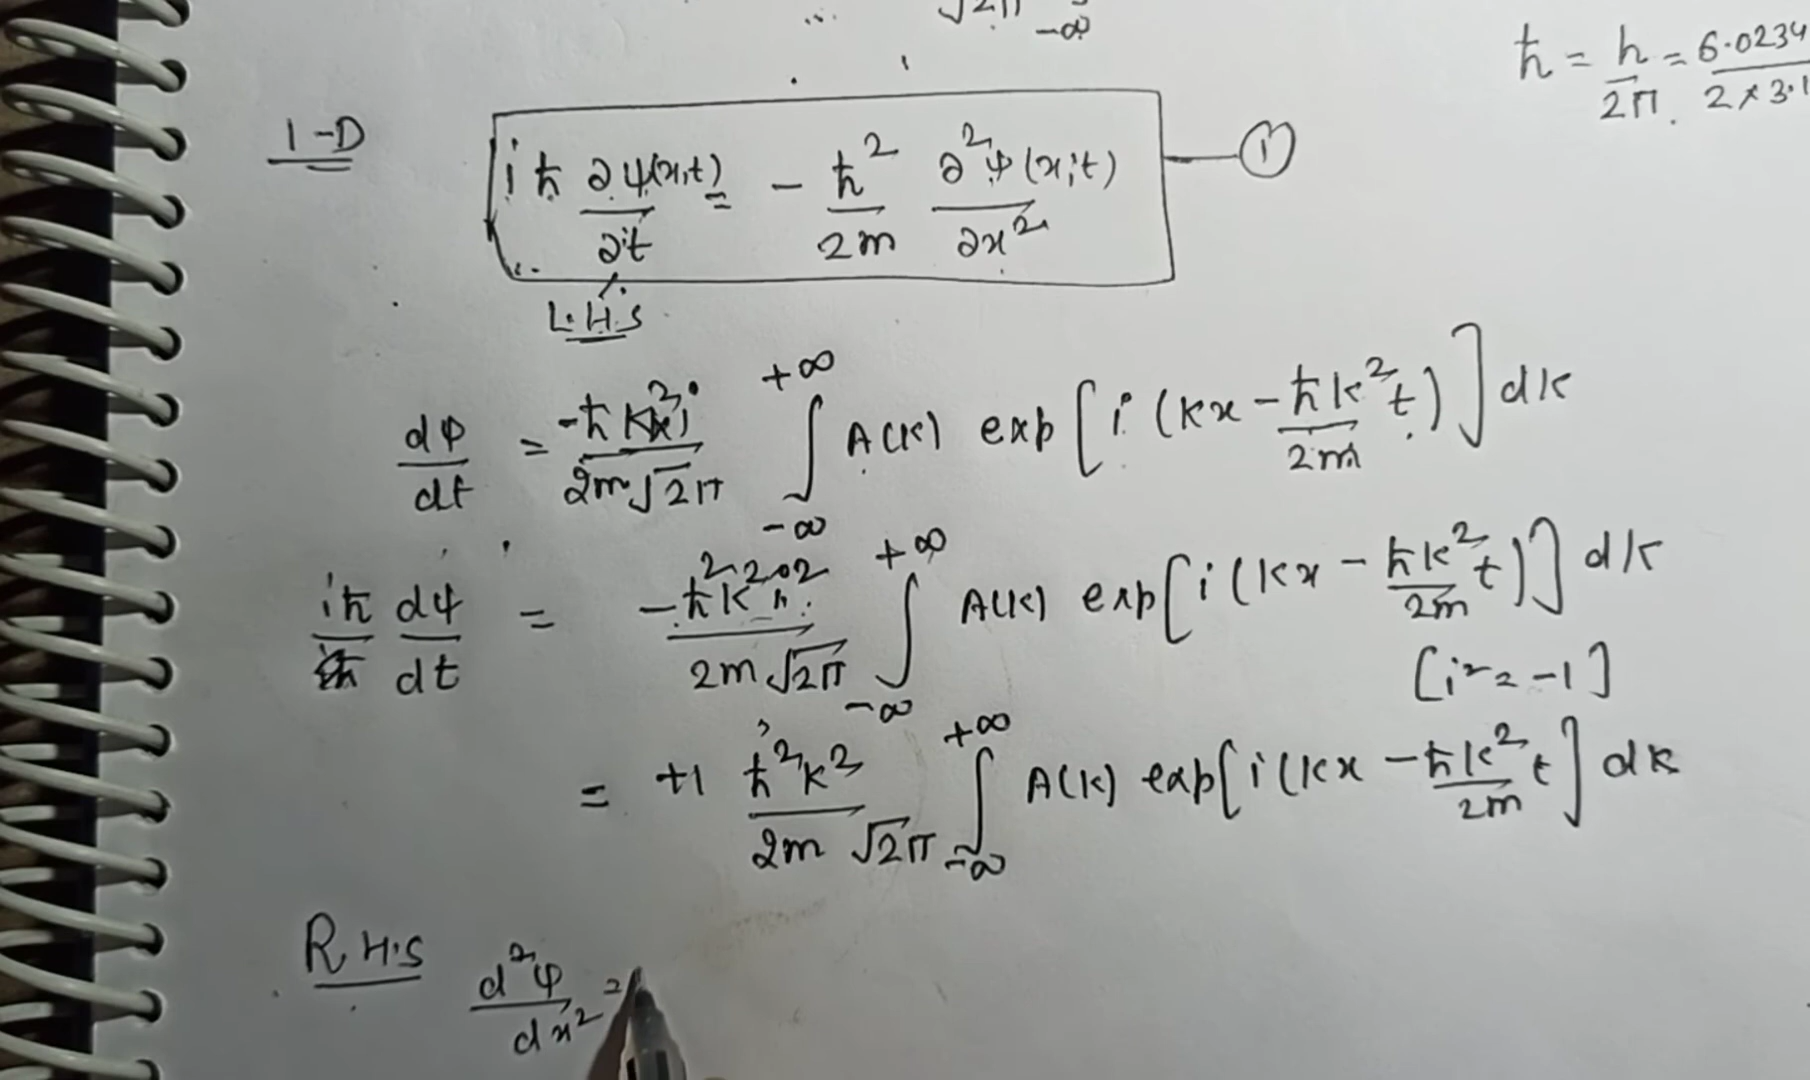 √2π -∞
ħ = h/2π = 6.0234/2×3.1
1-D iħ ∂ψ(x,t)/∂t = - ħ²/2m ∂²ψ(x,t)/∂x² — ①
L.H.S
dψ/dt = -ħk²i/2m√2π ∫_{-∞}^{+∞} A(k) exp[i(kx - ħk²/2m t)] dk
iħ dψ/dt = -ħ²k²i²/2m√2π ∫_{-∞}^{+∞} A(k) exp[i(kx - ħk²/2m t)] dk
[i² = -1]
= +1 ħ²k²/2m √2π ∫_{-∞}^{+∞} A(k) exp[i(kx - ħk²/2m t] dk
R.H.S d²ψ/dx² =